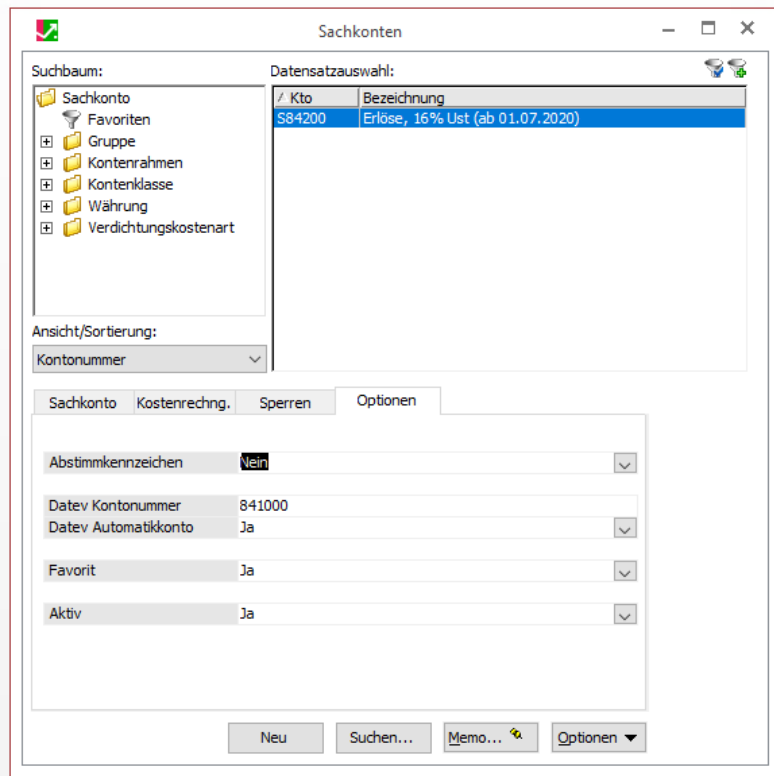 Sachkonten
Suchbaum:
Sachkonto
Favoriten
Gruppe
Kontenrahmen
Kontenklasse
Währung
Verdichtungskostenart
Ansicht/Sortierung:
Kontonummer
Datensatzauswahl:
Kto Bezeichnung
S84200 Erlöse, 16% Ust (ab 01.07.2020)
Sachkonto Kostenrechng. Sperren Optionen
Abstimmkennzeichen Nein
Datev Kontonummer 841000
Datev Automatikkonto Ja
Favorit Ja
Aktiv Ja
Neu Suchen... Memo... Optionen